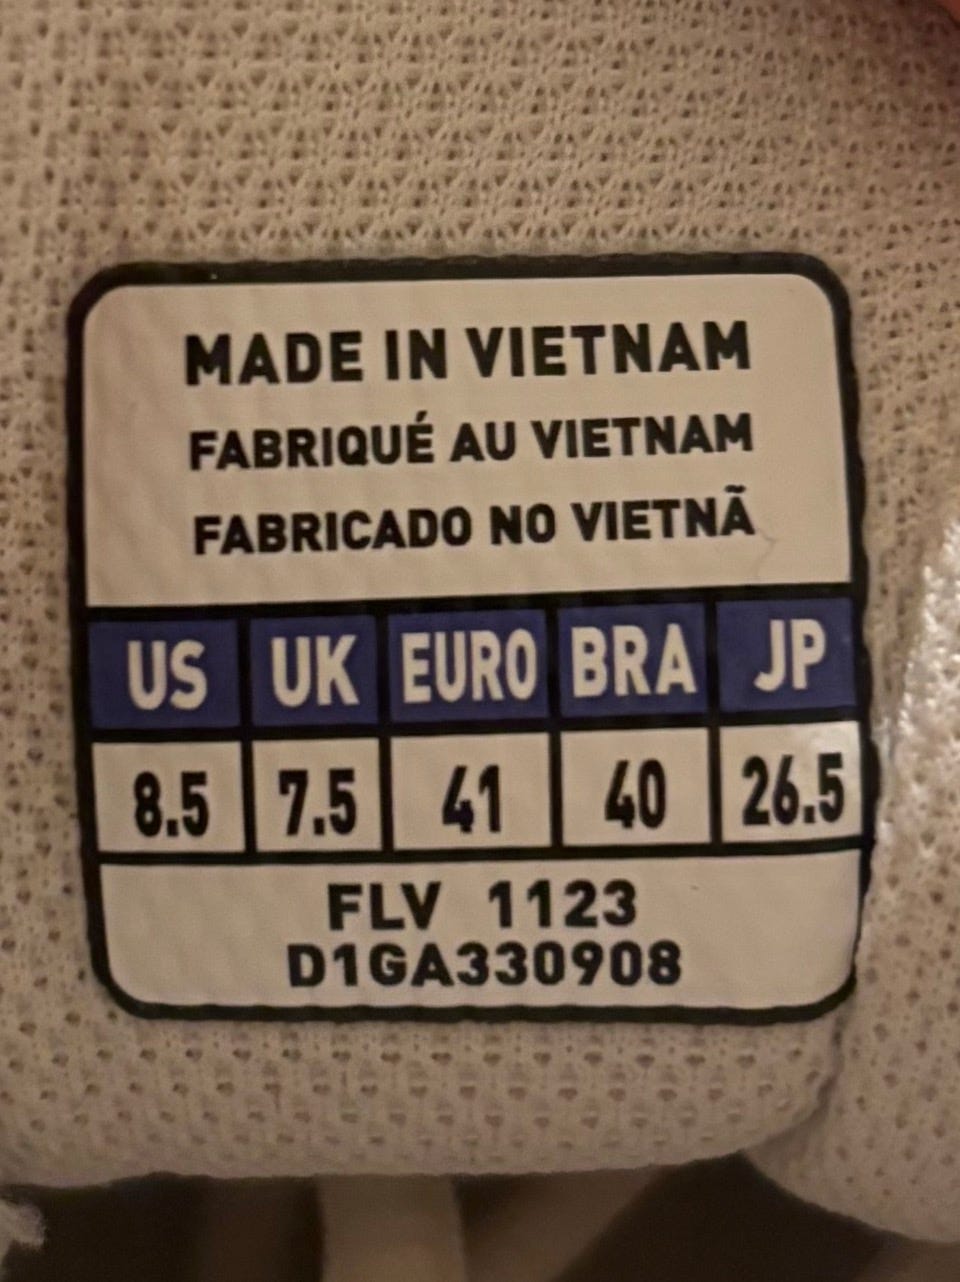 MADE IN VIETNAM
FABRIQUÉ AU VIETNAM
FABRICADO NO VIETNÃ
US UK EURO BRA JP
8.5 7.5 41 40 26.5
FLV 1123
D1GA330908